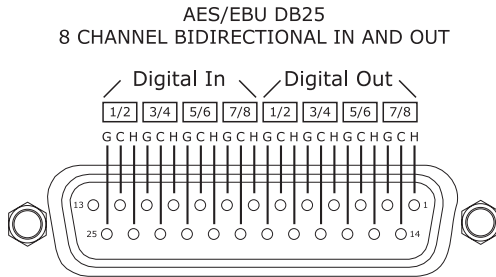 AES/EBU DB25
8 CHANNEL BIDIRECTIONAL IN AND OUT
Digital In Digital Out
1/2 3/4 5/6 7/8 1/2 3/4 5/6 7/8
G C H G C H G C H G C H G C H G C H G C H G C H
13 1
25 14